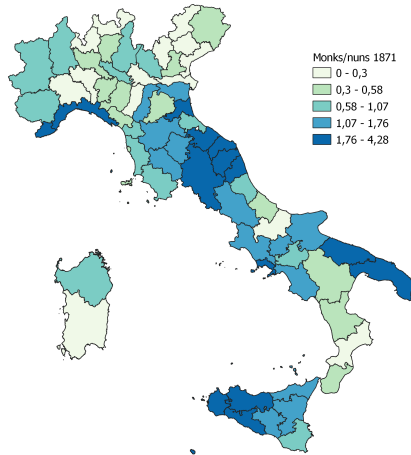 Monks/nuns 1871
0 - 0,3
0,3 - 0,58
0,58 - 1,07
1,07 - 1,76
1,76 - 4,28